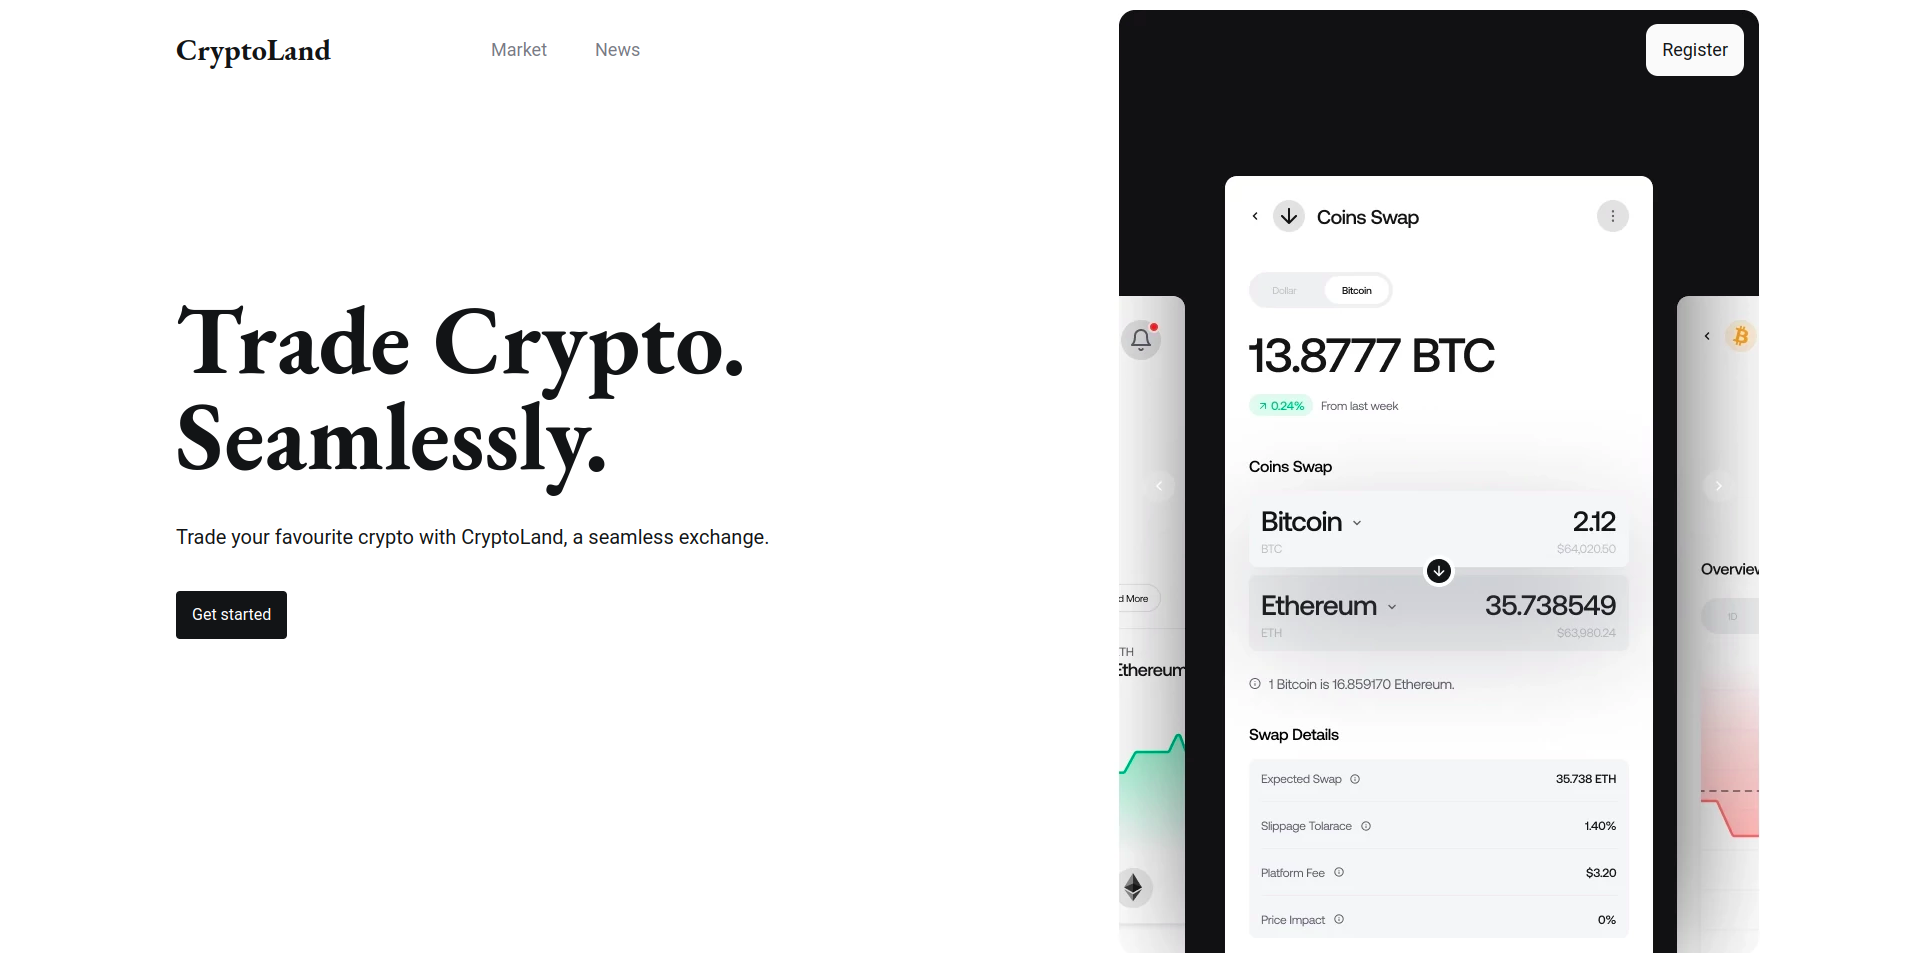 CryptoLand
Market
News
Register
Trade Crypto.
Seamlessly.
Trade your favourite crypto with CryptoLand, a seamless exchange.
Get started
d More
TH
Ethereum
Coins Swap
Dollar
Bitcoin
13.8777 BTC
0.24%
From last week
Coins Swap
Bitcoin
2.12
BTC
$64,020.50
Ethereum
35.738549
ETH
$63,980.24
1 Bitcoin is 16.859170 Ethereum.
Swap Details
Expected Swap
35.738 ETH
Slippage Tolarace
1.40%
Platform Fee
$3.20
Price Impact
0%
Overview
1D